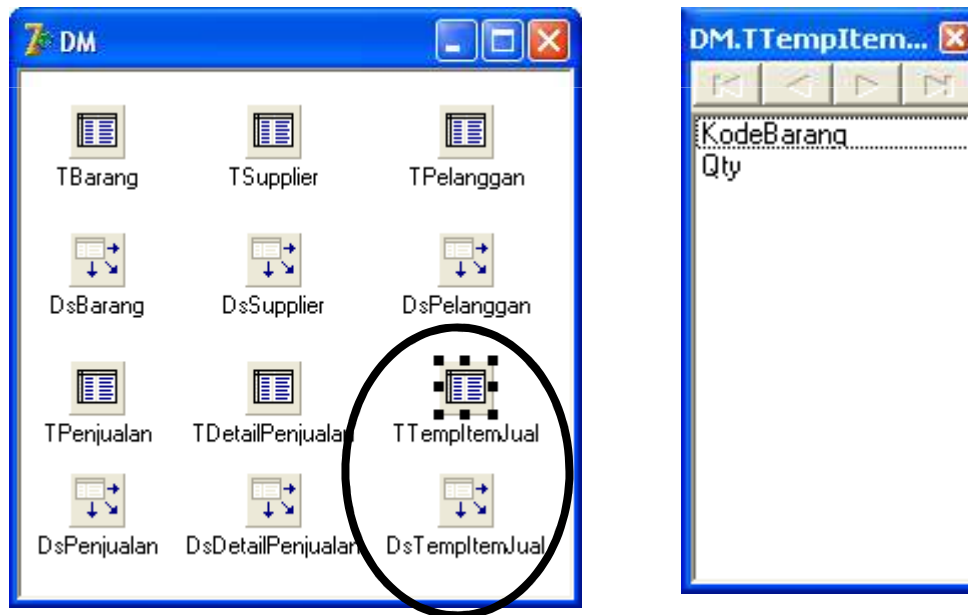 DM
TBarang TSupplier TPelanggan
DsBarang DsSupplier DsPelanggan
TPenjualan TDetailPenjualan TTempItemJual
DsPenjualan DsDetailPenjualan DsTempItemJual
DM.TTempItem...
KodeBarang
Qty